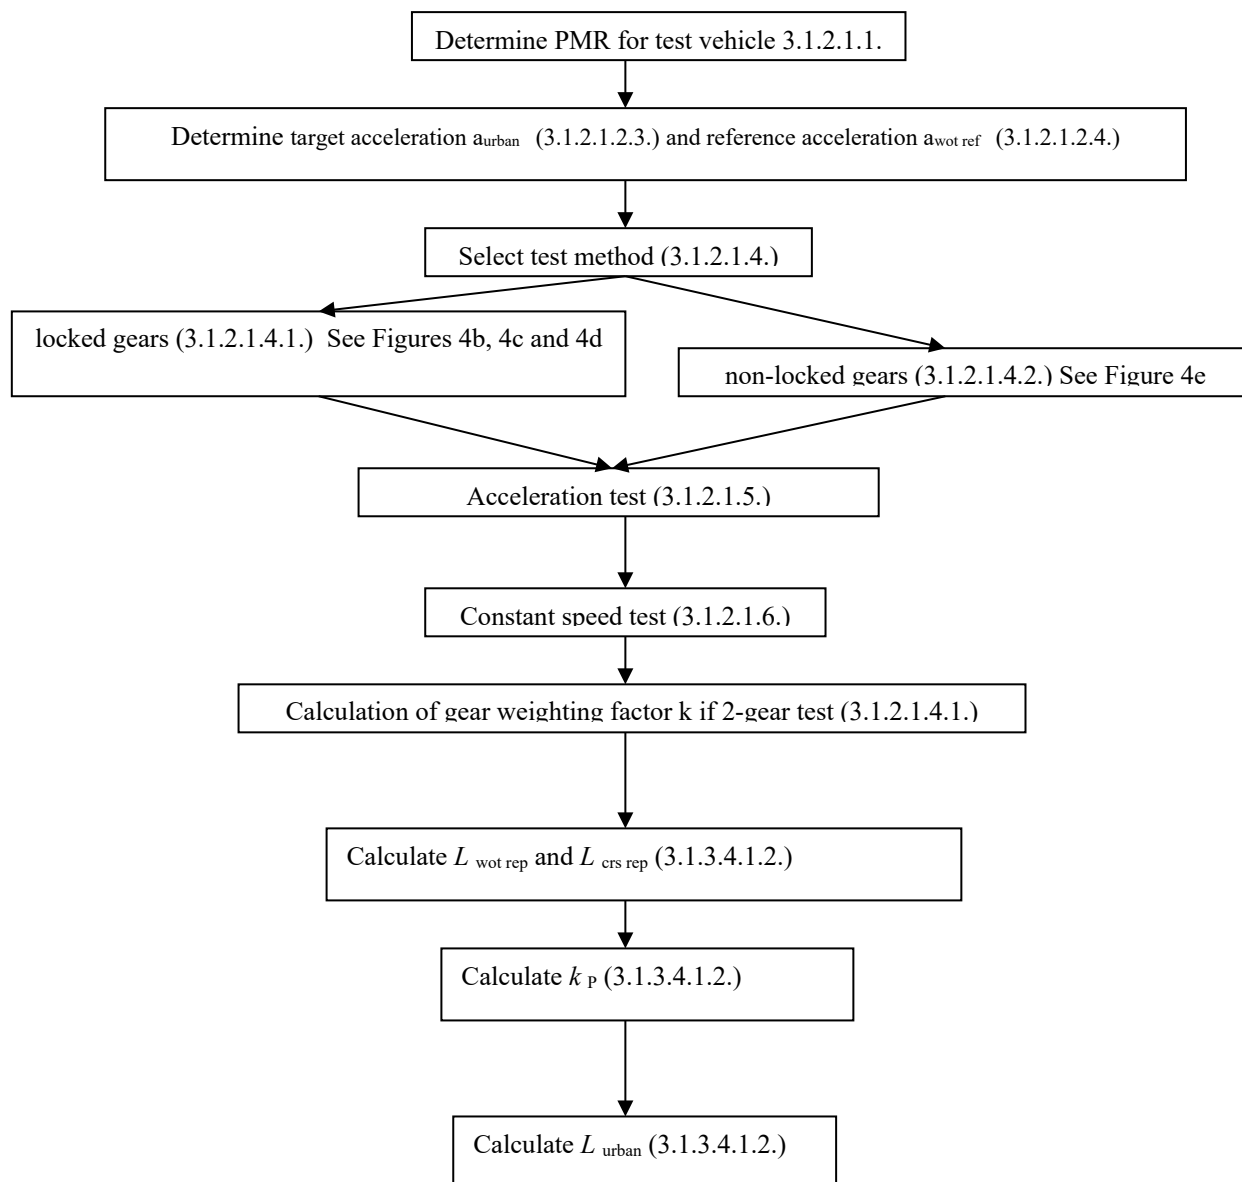 Determine PMR for test vehicle 3.1.2.1.1.
Determine target acceleration aurban (3.1.2.1.2.3.) and reference acceleration awot ref (3.1.2.1.2.4.)
Select test method (3.1.2.1.4.)
locked gears (3.1.2.1.4.1.) See Figures 4b, 4c and 4d
non-locked gears (3.1.2.1.4.2.) See Figure 4e
Acceleration test (3.1.2.1.5.)
Constant speed test (3.1.2.1.6.)
Calculation of gear weighting factor k if 2-gear test (3.1.2.1.4.1.)
Calculate L wot rep and L crs rep (3.1.3.4.1.2.)
Calculate k P (3.1.3.4.1.2.)
Calculate L urban (3.1.3.4.1.2.)